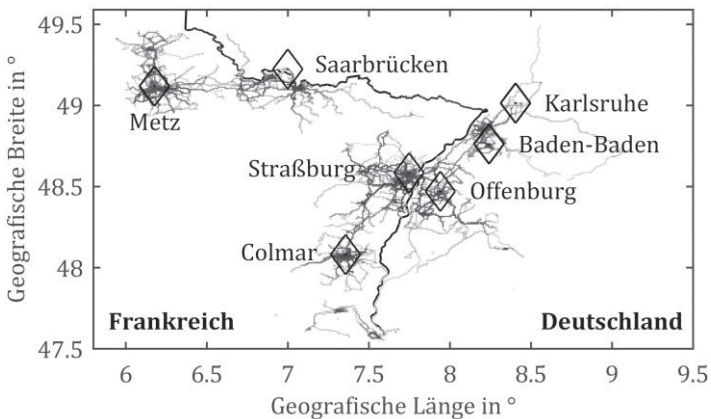 Geografische Breite in °
49.5
49
48.5
48
47.5
Saarbrücken
Metz
Karlsruhe
Baden-Baden
Straßburg
Offenburg
Colmar
Frankreich
Deutschland
6
6.5
7
7.5
8
8.5
9
9.5
Geografische Länge in °